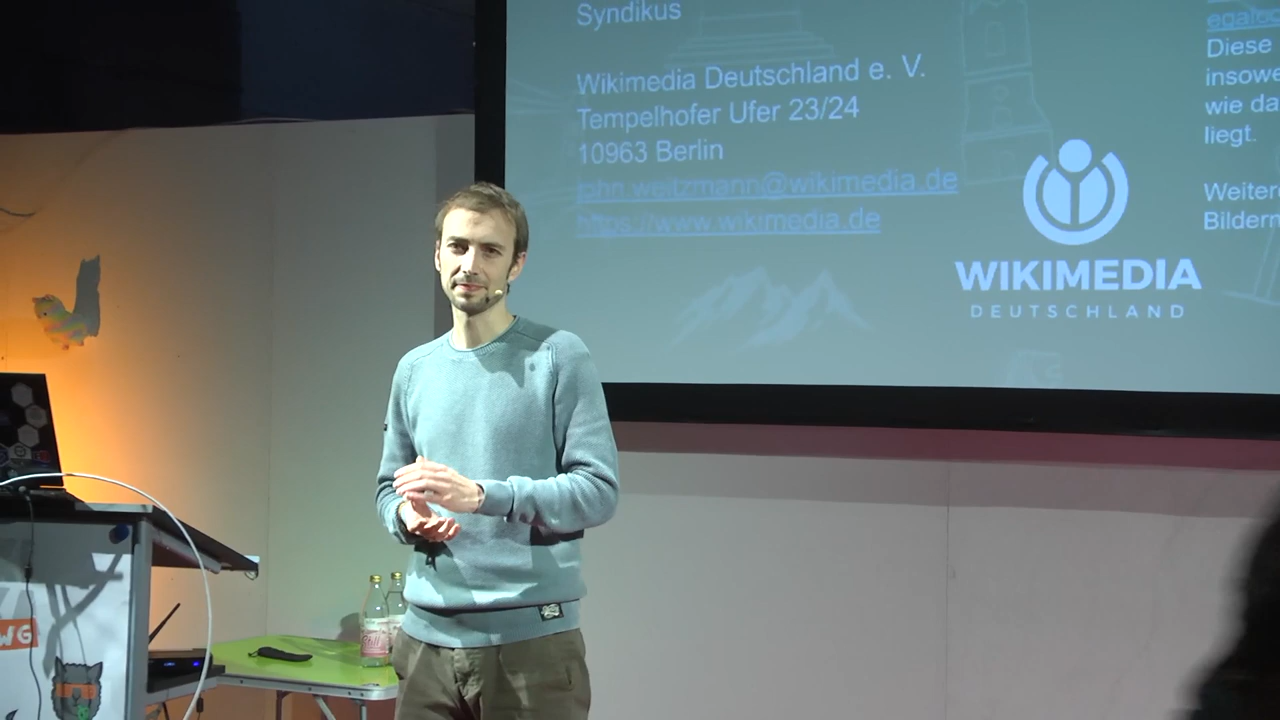 Syndikus
Wikimedia Deutschland e. V.
Tempelhofer Ufer 23/24
10963 Berlin
john.weitzmann@wikimedia.de
https://www.wikimedia.de
WIKIMEDIA
DEUTSCHLAND
Diese
insowe
wie da
liegt.
Weitere
Bildern
WG